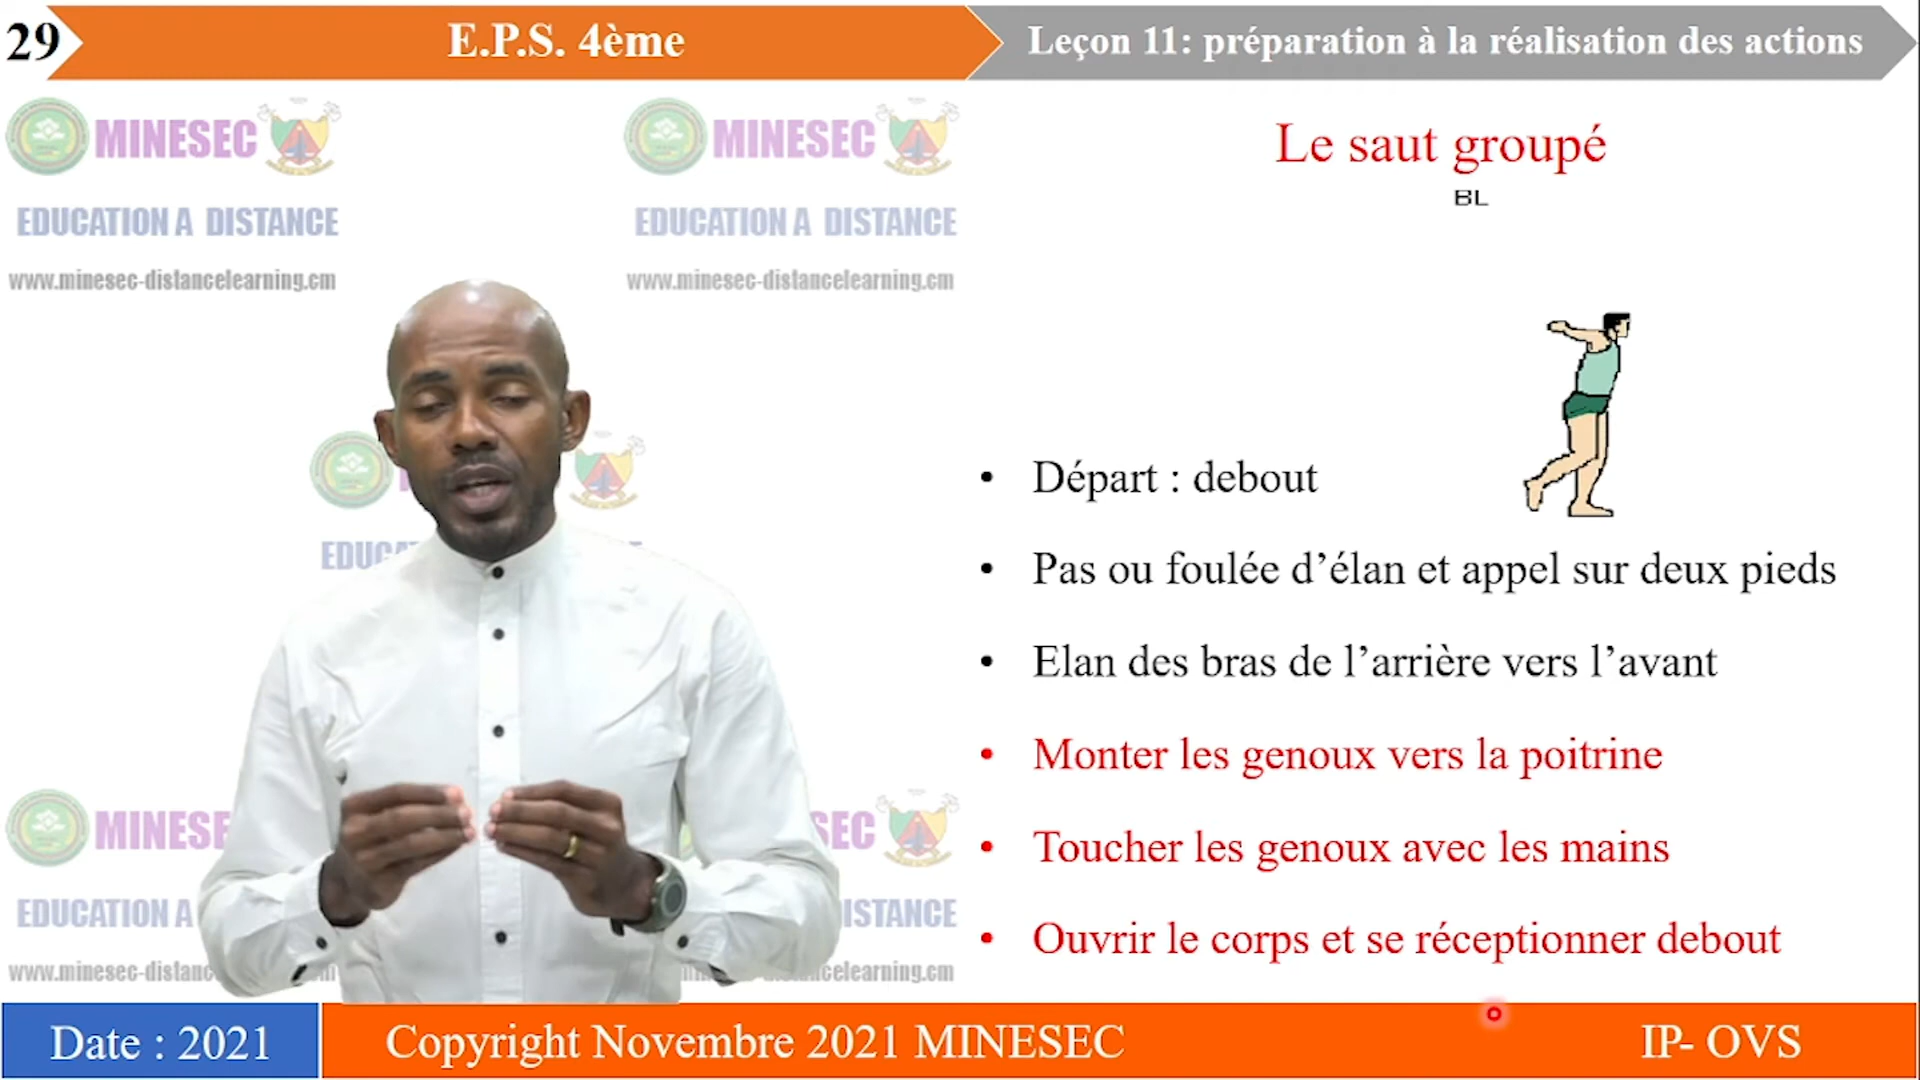 29
E.P.S. 4ème
Leçon 11: préparation à la réalisation des actions
MINESEC
EDUCATION A DISTANCE
www.minesec-distancelearning.cm
MINESEC
EDUCATION A DISTANCE
www.minesec-distancelearning.cm
Le saut groupé
BL
• Départ : debout
• Pas ou foulée d’élan et appel sur deux pieds
• Elan des bras de l’arrière vers l’avant
• Monter les genoux vers la poitrine
• Toucher les genoux avec les mains
• Ouvrir le corps et se réceptionner debout
Date : 2021
Copyright Novembre 2021 MINESEC
IP- OVS